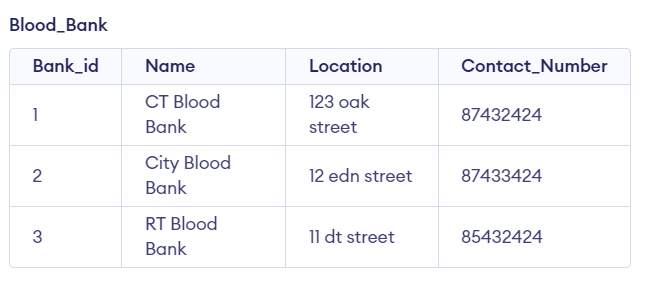 Blood_Bank
Bank_id Name Location Contact_Number
1 CT Blood Bank 123 oak street 87432424
2 City Blood Bank 12 edn street 87433424
3 RT Blood Bank 11 dt street 85432424